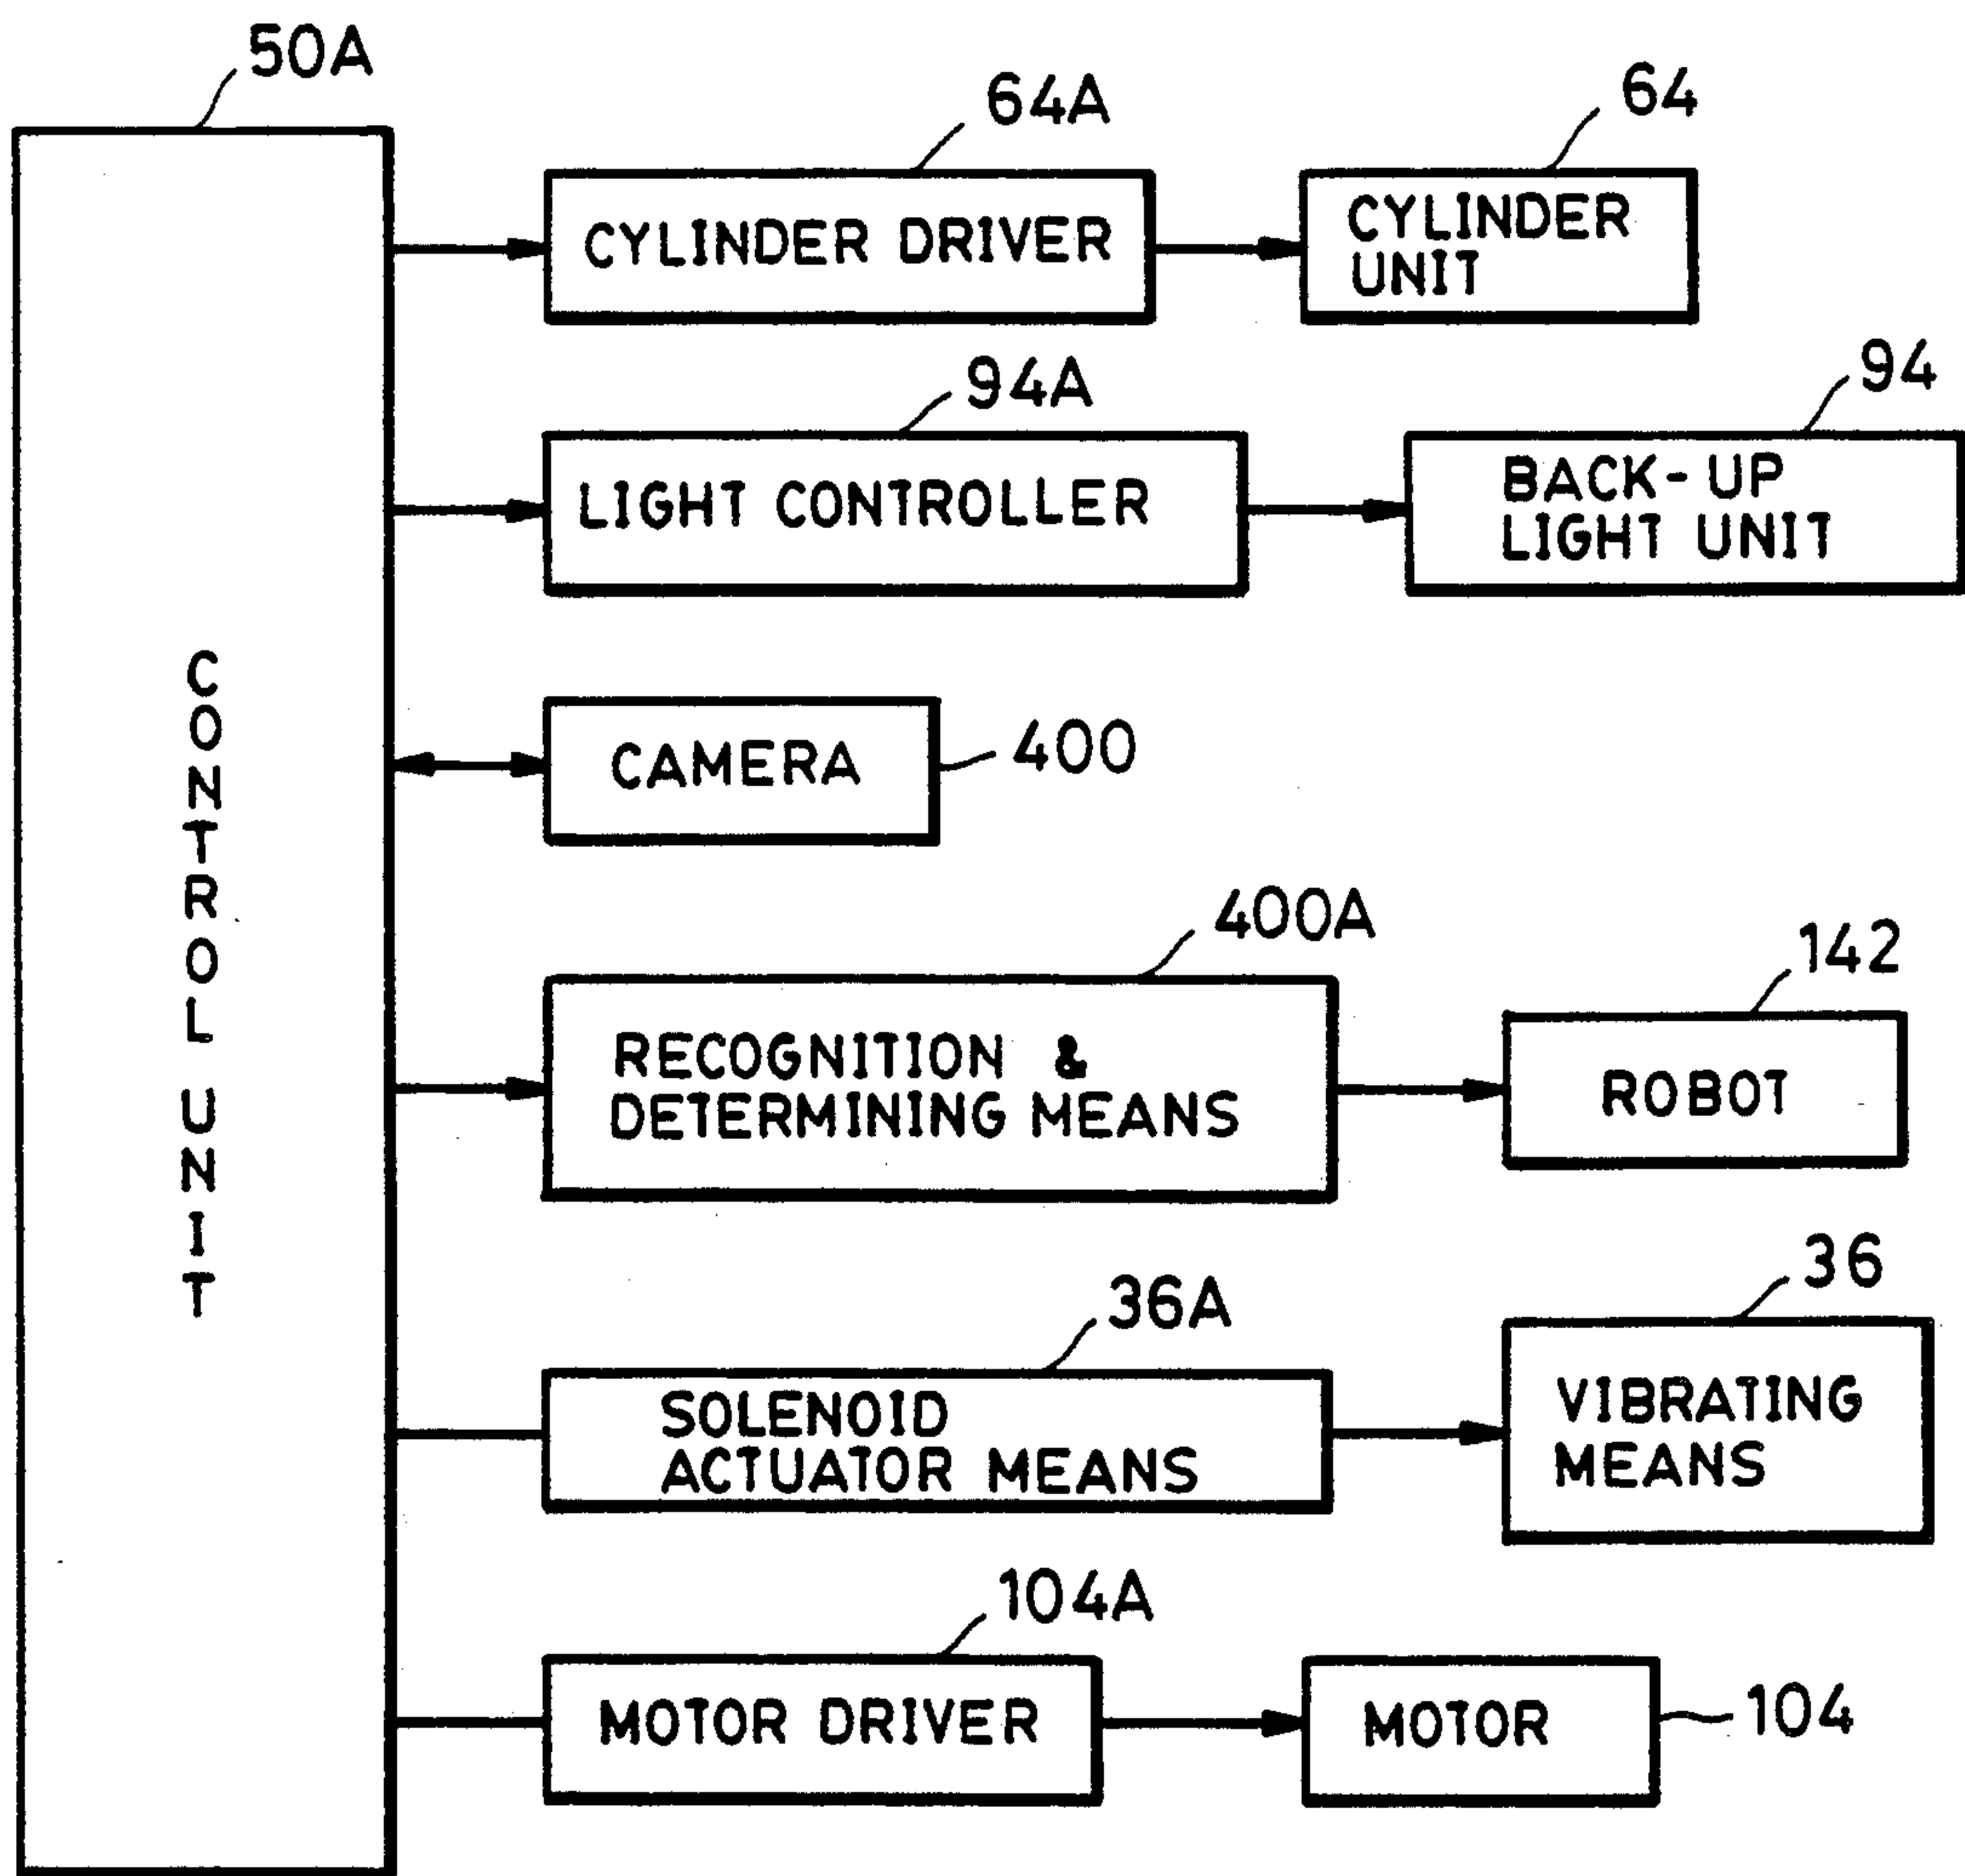 50A
CONTROL UNIT
64A
CYLINDER DRIVER
64
CYLINDER
UNIT
94A
LIGHT CONTROLLER
94
BACK-UP
LIGHT UNIT
CAMERA
400
400A
RECOGNITION &
DETERMINING MEANS
142
ROBOT
36A
SOLENOID
ACTUATOR MEANS
36
VIBRATING
MEANS
104A
MOTOR DRIVER
MOTOR
104